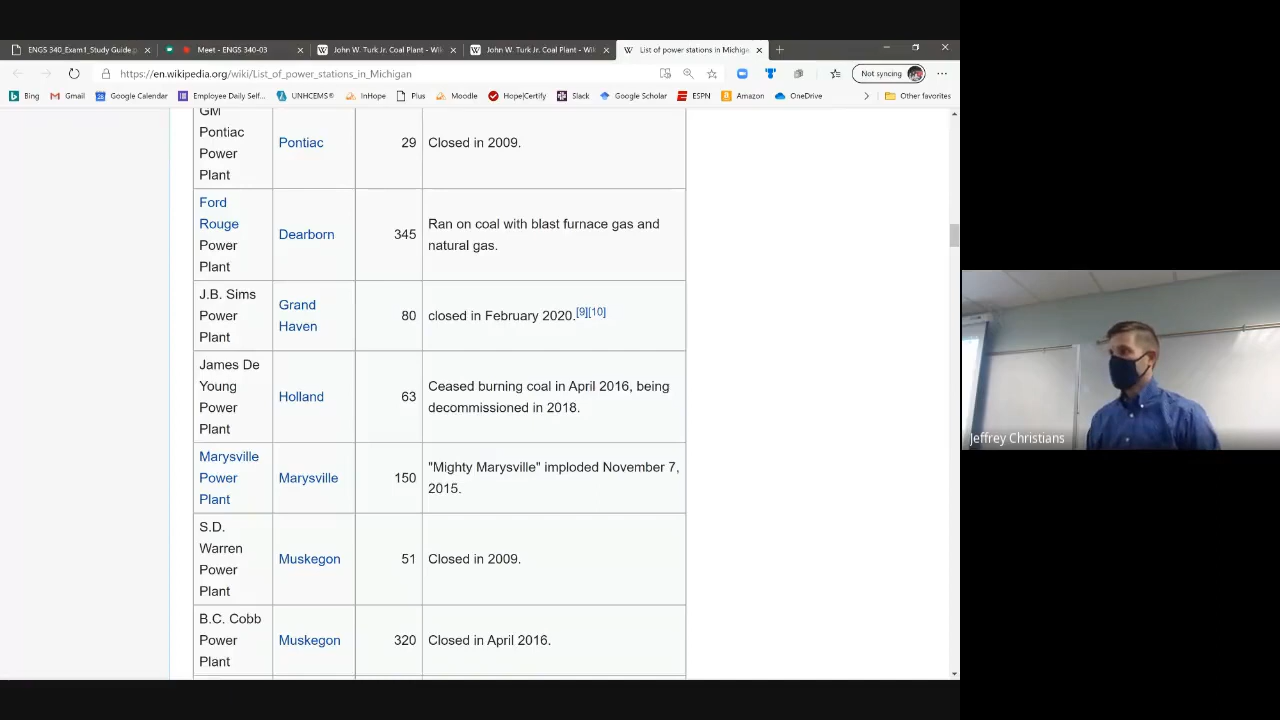 ENGS 340_Exam1_Study Guide.p
Meet - ENGS 340-03
John W. Turk Jr. Coal Plant - Wik
John W. Turk Jr. Coal Plant - Wik
List of power stations in Michiga
https://en.wikipedia.org/wiki/List_of_power_stations_in_Michigan
Not syncing
Bing
Gmail
Google Calendar
Employee Daily Self...
UNHCEMS®
InHope
Plus
Moodle
Hope|Certify
Slack
Google Scholar
ESPN
Amazon
OneDrive
Other favorites
GM
Pontiac
Power
Plant
Pontiac
29
Closed in 2009.
Ford
Rouge
Power
Plant
Dearborn
345
Ran on coal with blast furnace gas and
natural gas.
J.B. Sims
Power
Plant
Grand
Haven
80
closed in February 2020.[9][10]
James De
Young
Power
Plant
Holland
63
Ceased burning coal in April 2016, being
decommissioned in 2018.
Marysville
Power
Plant
Marysville
150
"Mighty Marysville" imploded November 7,
2015.
S.D.
Warren
Power
Plant
Muskegon
51
Closed in 2009.
B.C. Cobb
Power
Plant
Muskegon
320
Closed in April 2016.
Jeffrey Christians